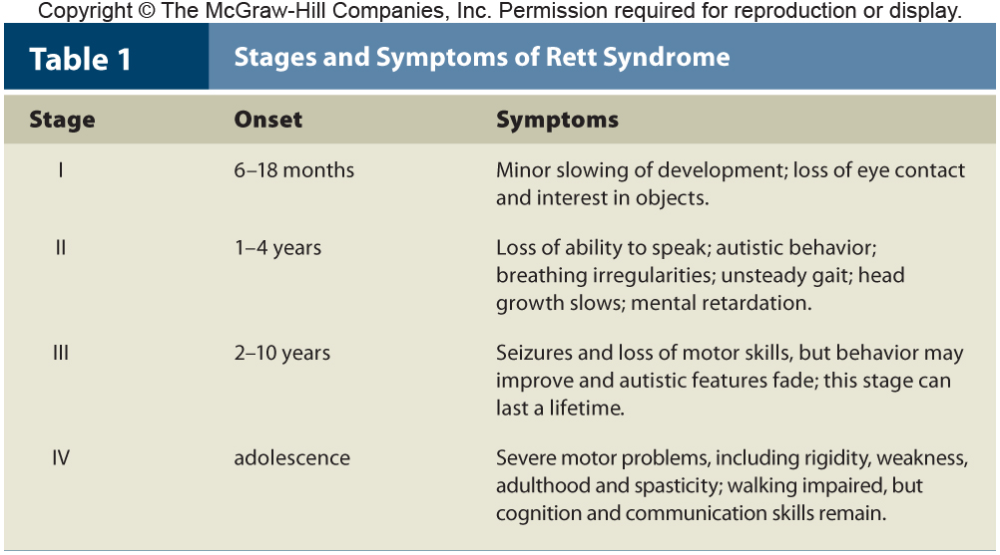 Copyright © The McGraw-Hill Companies, Inc. Permission required for reproduction or display.
Table 1 Stages and Symptoms of Rett Syndrome
Stage Onset Symptoms
I 6–18 months Minor slowing of development; loss of eye contact
and interest in objects.
II 1–4 years Loss of ability to speak; autistic behavior;
breathing irregularities; unsteady gait; head
growth slows; mental retardation.
III 2–10 years Seizures and loss of motor skills, but behavior may
improve and autistic features fade; this stage can
last a lifetime.
IV adolescence Severe motor problems, including rigidity, weakness,
adulthood and spasticity; walking impaired, but
cognition and communication skills remain.